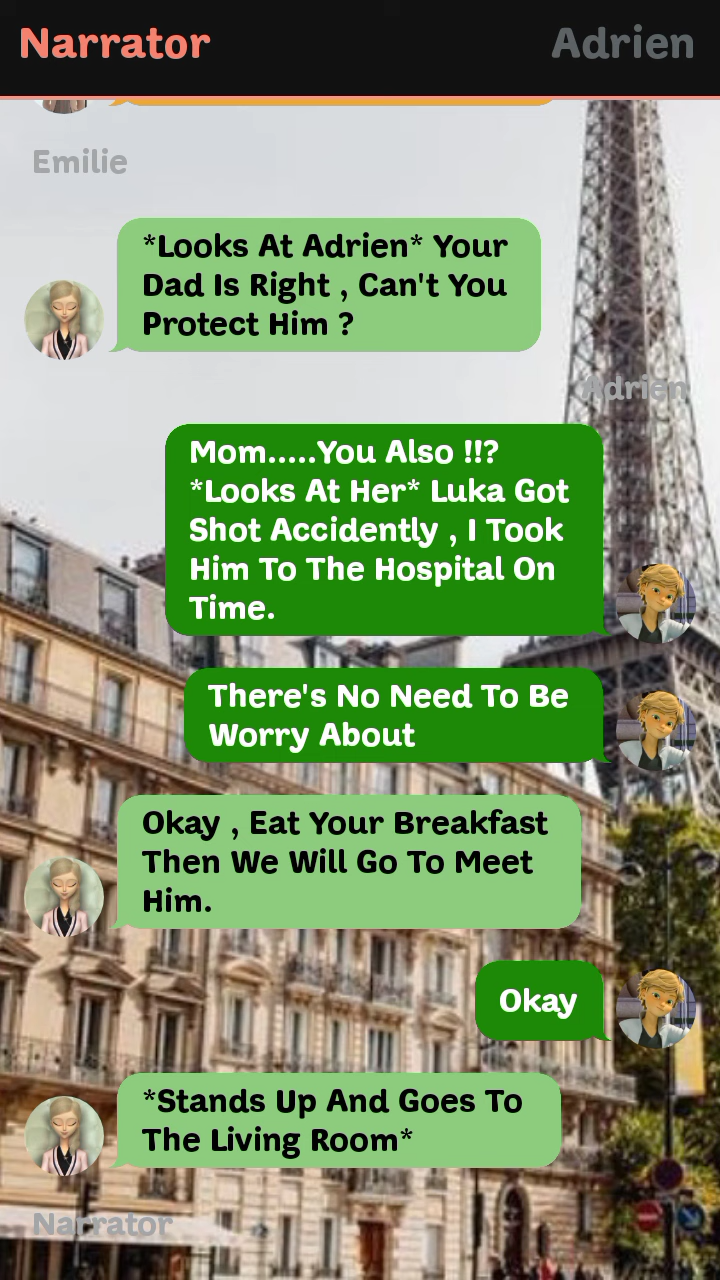 Narrator
Adrien
Emilie
*Looks At Adrien* Your
Dad Is Right , Can't You
Protect Him ?
Adrien
Mom.....You Also !!?
*Looks At Her* Luka Got
Shot Accidently , I Took
Him To The Hospital On
Time.
There's No Need To Be
Worry About
Okay , Eat Your Breakfast
Then We Will Go To Meet
Him.
Okay
*Stands Up And Goes To
The Living Room*
Narrator